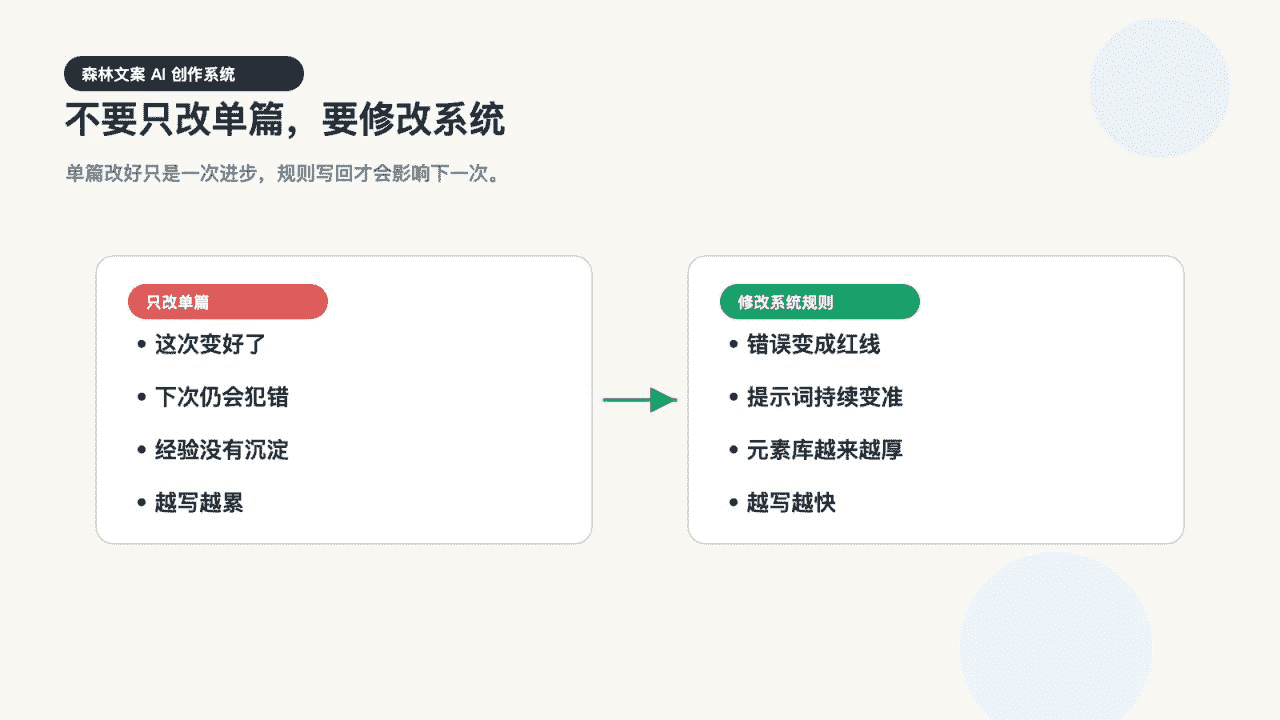 森林文案 AI 创作系统
不要只改单篇，要修改系统
单篇改好只是一次进步，规则写回才会影响下一次。
只改单篇
• 这次变好了
• 下次仍会犯错
• 经验没有沉淀
• 越写越累
修改系统规则
• 错误变成红线
• 提示词持续变准
• 元素库越来越厚
• 越写越快